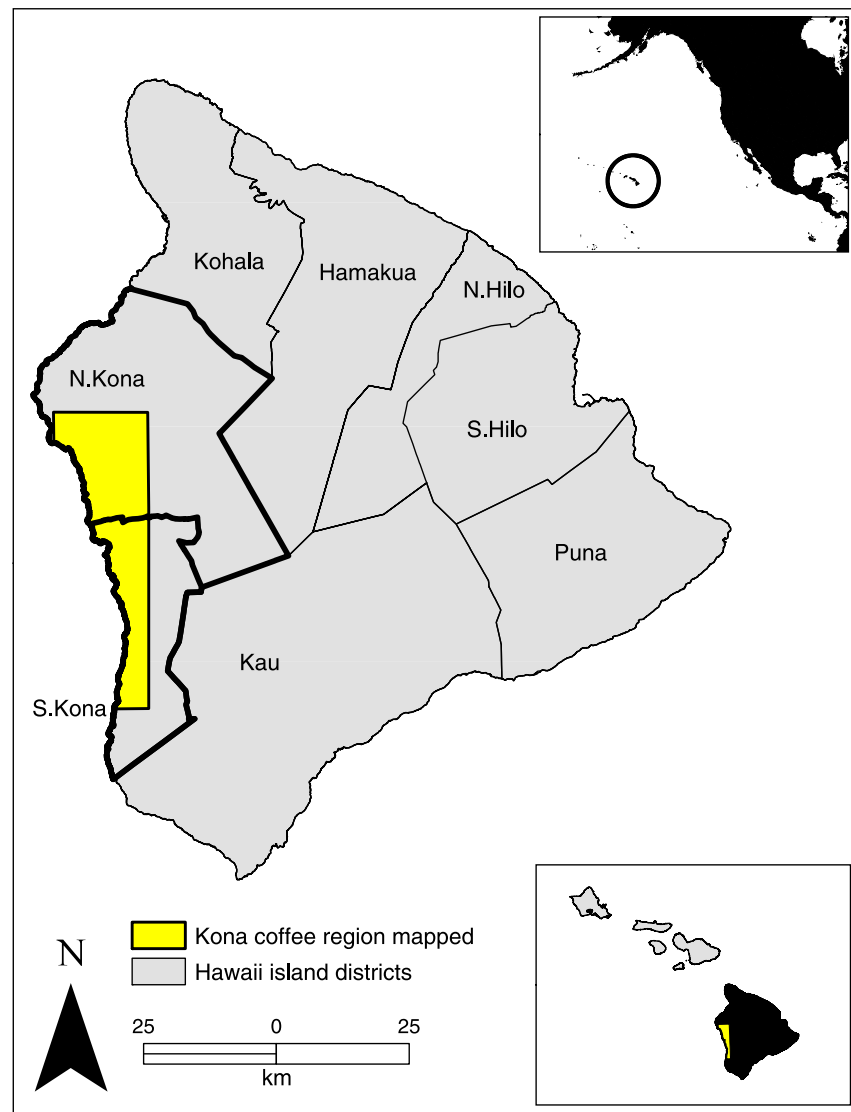 Kohala
Hamakua
N.Hilo
N.Kona
S.Hilo
Puna
Kau
S.Kona
Kona coffee region mapped
N
Hawaii island districts
25 0 25
km